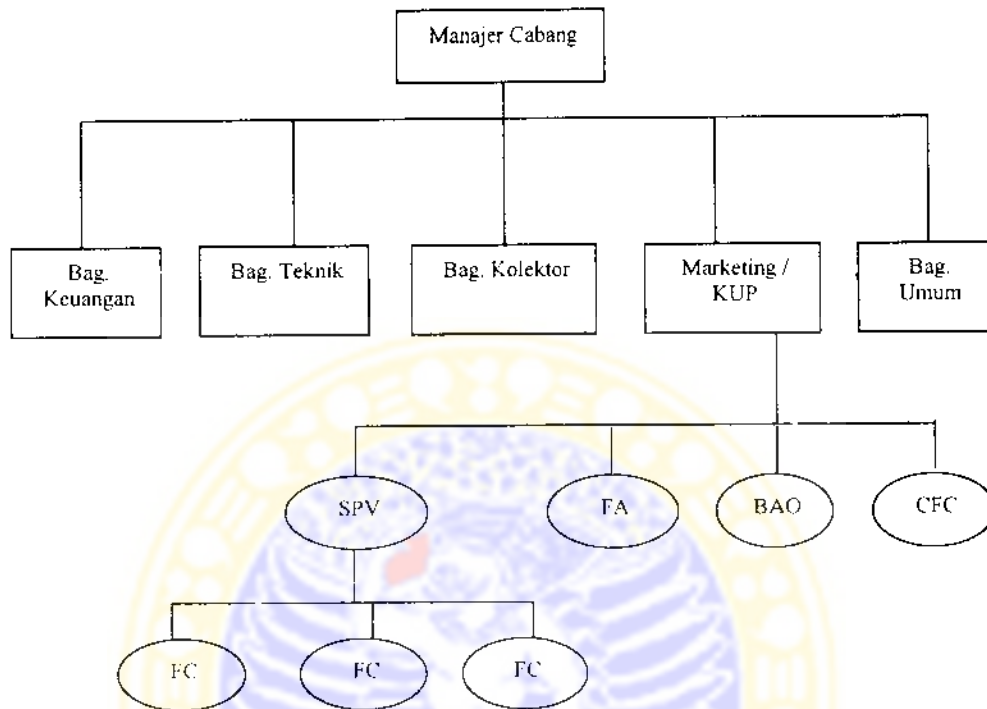 Manajer Cabang
Bag.
Keuangan
Bag. Teknik
Bag. Kolektor
Marketing /
KUP
Bag.
Umum
SPV
FA
BAO
CFC
FC
FC
FC